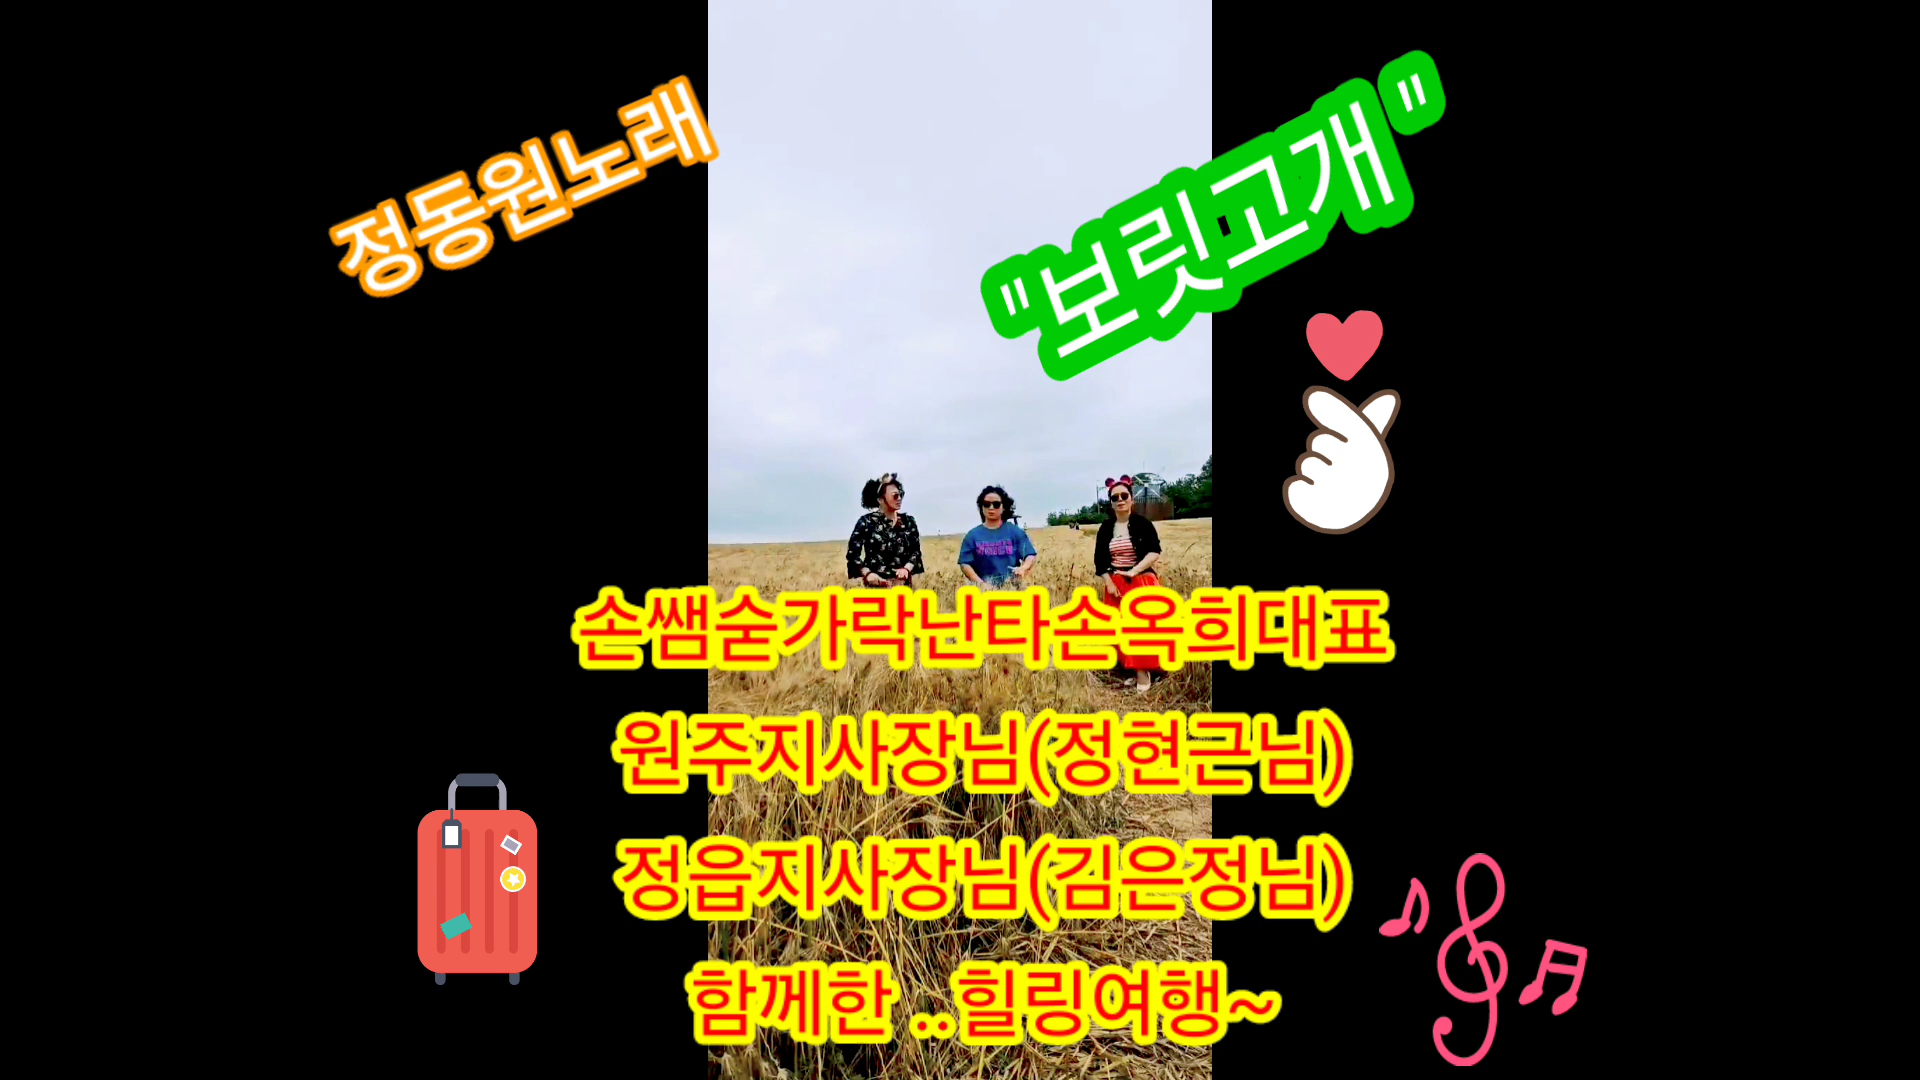 정동원노래
"보릿고개"
손쌤숟가락난타손옥희대표
원주지사장님(정현근님)
정읍지사장님(김은정님)
함께한 ..힐링여행~